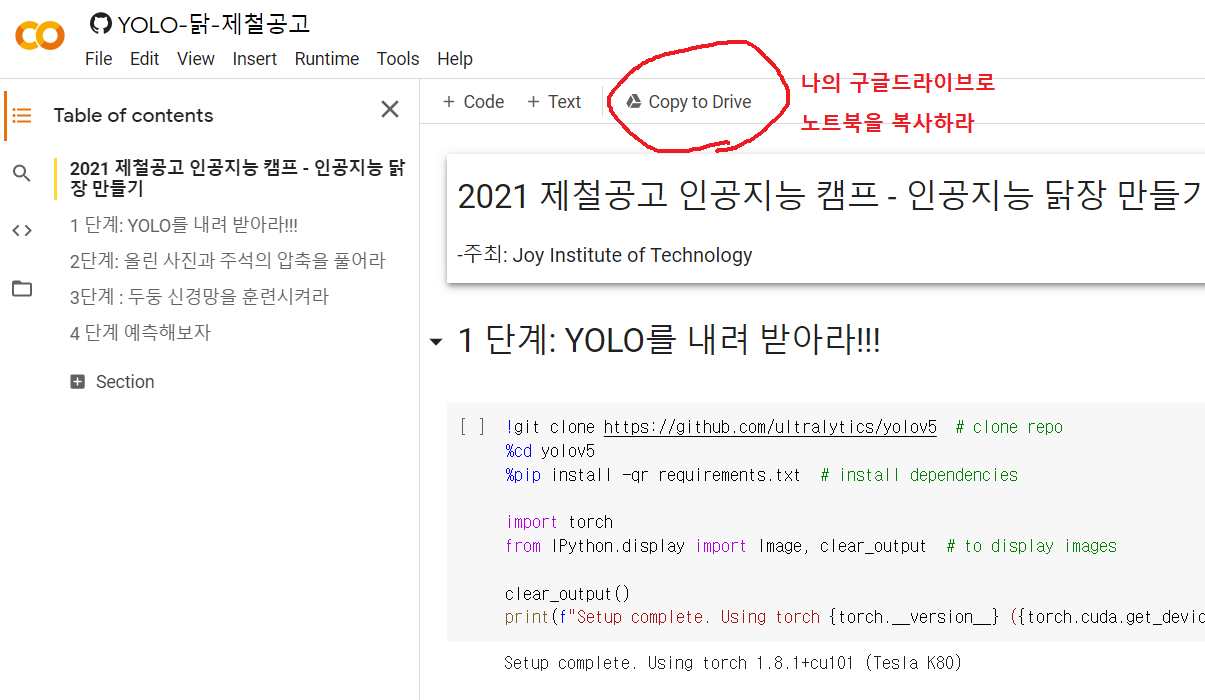 YOLO-닭-제철공고
File Edit View Insert Runtime Tools Help
Table of contents
2021 제철공고 인공지능 캠프 - 인공지능 닭
장 만들기
1 단계: YOLO를 내려 받아라!!!
2단계: 올린 사진과 주석의 압축을 풀어라
3단계 : 두둥 신경망을 훈련시켜라
4 단계 예측해보자
Section
+ Code + Text Copy to Drive
나의 구글드라이브로
노트북을 복사하라
2021 제철공고 인공지능 캠프 - 인공지능 닭장 만들기
-주최: Joy Institute of Technology
1 단계: YOLO를 내려 받아라!!!
[ ] !git clone https://github.com/ultralytics/yolov5 # clone repo
%cd yolov5
%pip install -qr requirements.txt # install dependencies
import torch
from IPython.display import Image, clear_output # to display images
clear_output()
print(f"Setup complete. Using torch {torch.__version__} ({torch.cuda.get_devic
Setup complete. Using torch 1.8.1+cu101 (Tesla K80)